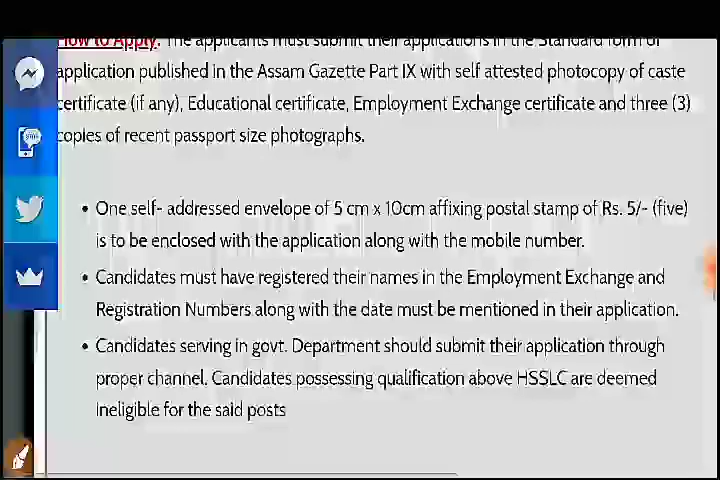 How to Apply: The applicants must submit their applications in the Standard form of
application published in the Assam Gazette Part IX with self attested photocopy of caste
certificate (if any), Educational certificate, Employment Exchange certificate and three (3)
copies of recent passport size photographs.
• One self- addressed envelope of 5 cm x 10cm affixing postal stamp of Rs. 5/- (five)
is to be enclosed with the application along with the mobile number.
• Candidates must have registered their names in the Employment Exchange and
Registration Numbers along with the date must be mentioned in their application.
• Candidates serving in govt. Department should submit their application through
proper channel. Candidates possessing qualification above HSSLC are deemed
ineligible for the said posts